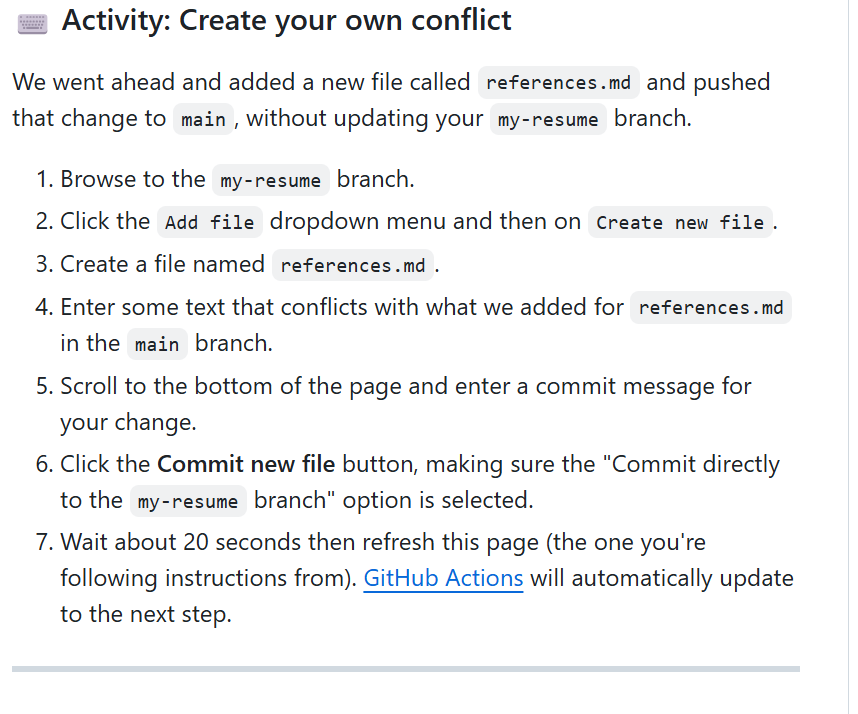 Activity: Create your own conflict
We went ahead and added a new file called references.md and pushed
that change to main , without updating your my-resume branch.
1. Browse to the my-resume branch.
2. Click the Add file dropdown menu and then on Create new file .
3. Create a file named references.md .
4. Enter some text that conflicts with what we added for references.md
in the main branch.
5. Scroll to the bottom of the page and enter a commit message for
your change.
6. Click the Commit new file button, making sure the "Commit directly
to the my-resume branch" option is selected.
7. Wait about 20 seconds then refresh this page (the one you're
following instructions from). GitHub Actions will automatically update
to the next step.